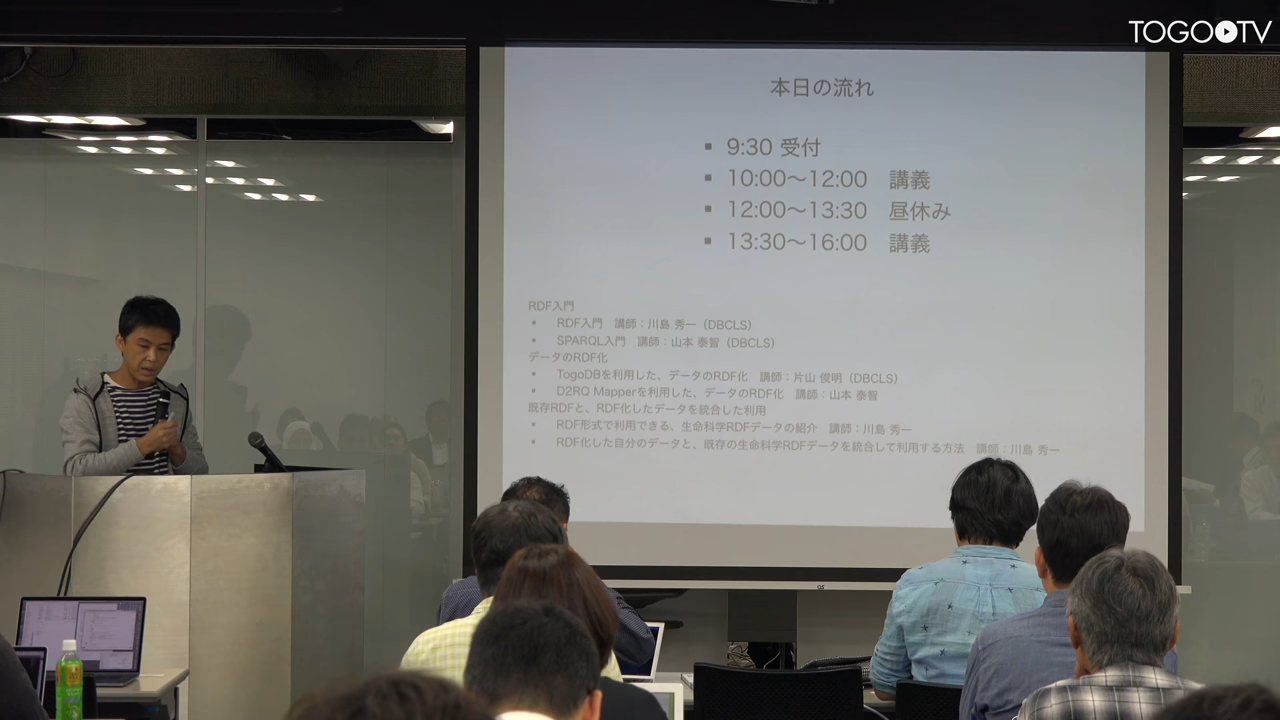 TOGOTV
本日の流れ
▪ 9:30 受付
▪ 10:00〜12:00 講義
▪ 12:00〜13:30 昼休み
▪ 13:30〜16:00 講義
RDF入門
• RDF入門 講師：川島 秀一（DBCLS）
• SPARQL入門 講師：山本 泰智（DBCLS）
データのRDF化
• TogoDBを利用した、データのRDF化 講師：片山 俊明（DBCLS）
• D2RQ Mapperを利用した、データのRDF化 講師：山本 泰智
既存RDFと、RDF化したデータを統合した利用
• RDF形式で利用できる、生命科学RDFデータの紹介 講師：川島 秀一
• RDF化した自分のデータと、既存の生命科学RDFデータを統合して利用する方法 講師：川島 秀一